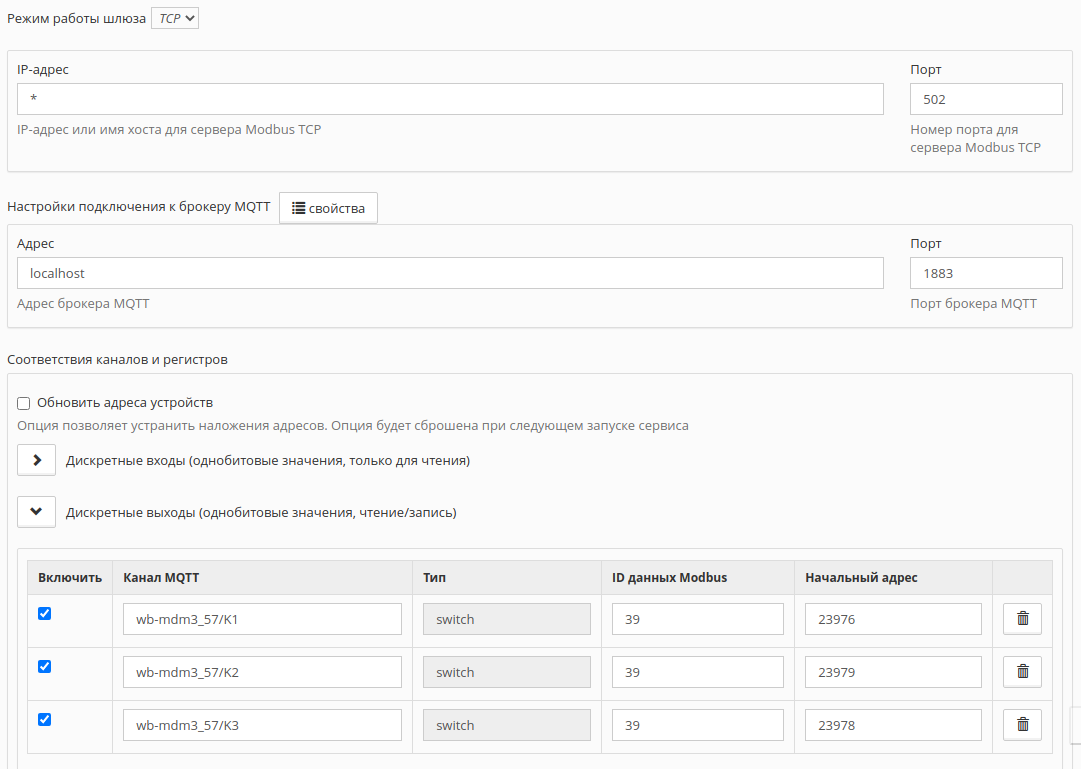 Режим работы шлюза TCP
IP-адрес Порт
* 502
IP-адрес или имя хоста для сервера Modbus TCP Номер порта для
сервера Modbus TCP
Настройки подключения к брокеру MQTT свойства
Адрес Порт
localhost 1883
Адрес брокера MQTT Порт брокера MQTT
Соответствия каналов и регистров
Обновить адреса устройств
Опция позволяет устранить наложения адресов. Опция будет сброшена при следующем запуске сервиса
Дискретные входы (однобитовые значения, только для чтения)
Дискретные выходы (однобитовые значения, чтение/запись)
Включить Канал MQTT Тип ID данных Modbus Начальный адрес
wb-mdm3_57/K1 switch 39 23976
wb-mdm3_57/K2 switch 39 23979
wb-mdm3_57/K3 switch 39 23978